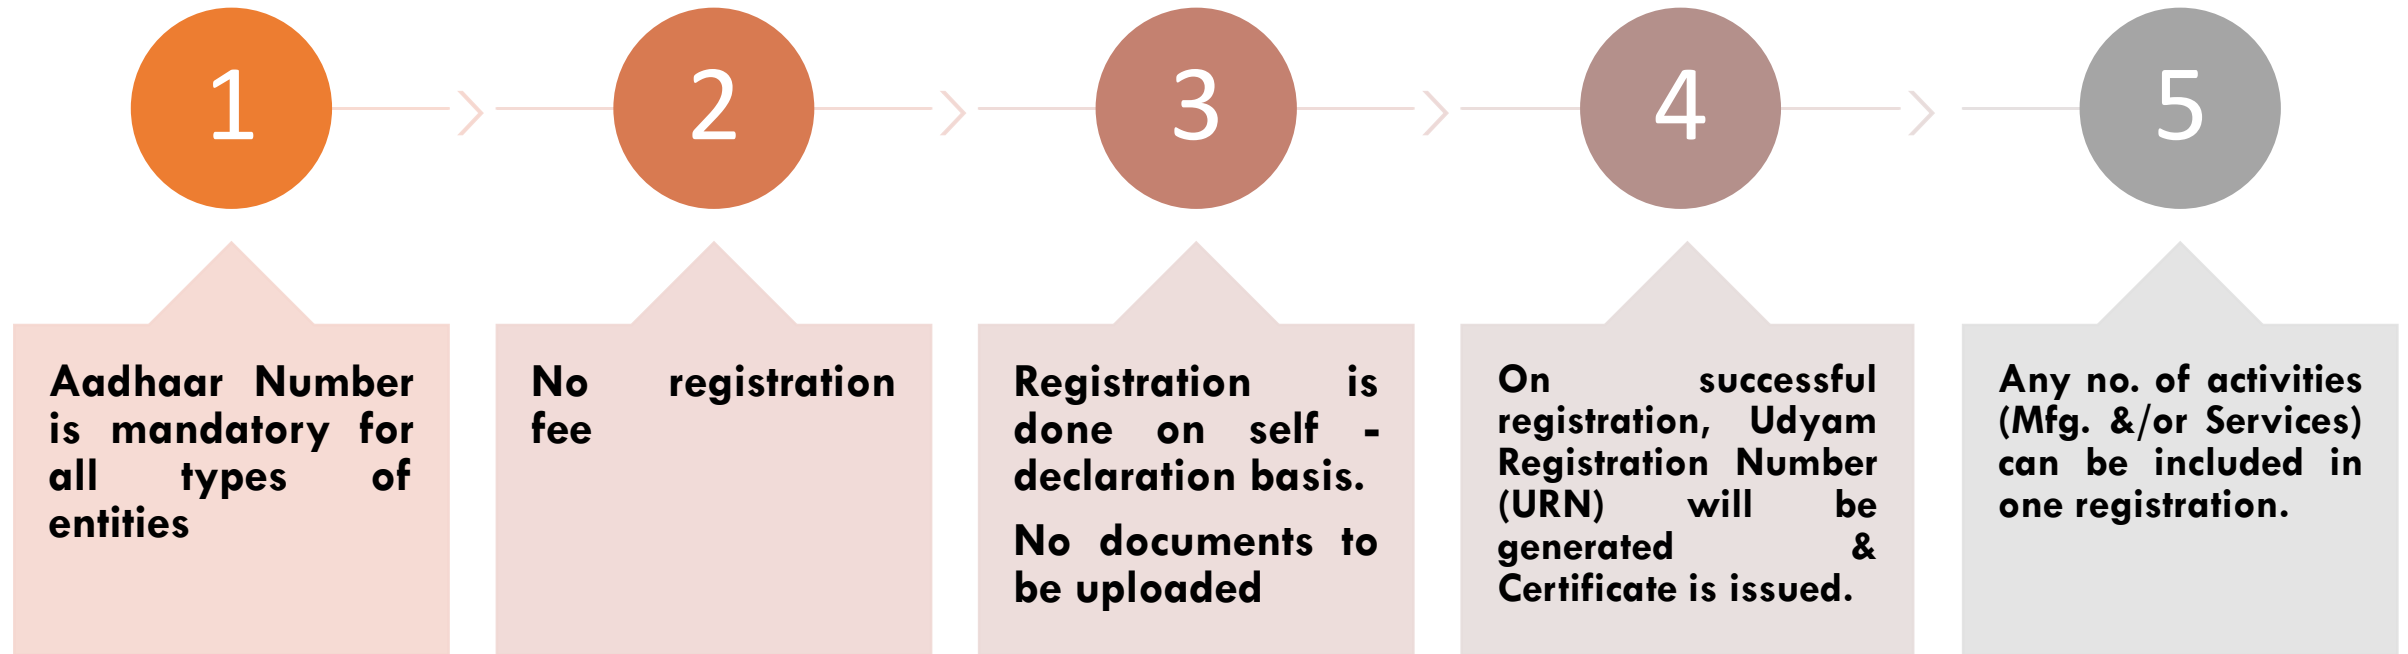 1
Aadhaar Number
is mandatory for
all types of
entities
2
No registration
fee
3
Registration is
done on self -
declaration basis.
No documents to
be uploaded
4
On successful
registration, Udyam
Registration Number
(URN) will be
generated &
Certificate is issued.
5
Any no. of activities
(Mfg. &/or Services)
can be included in
one registration.